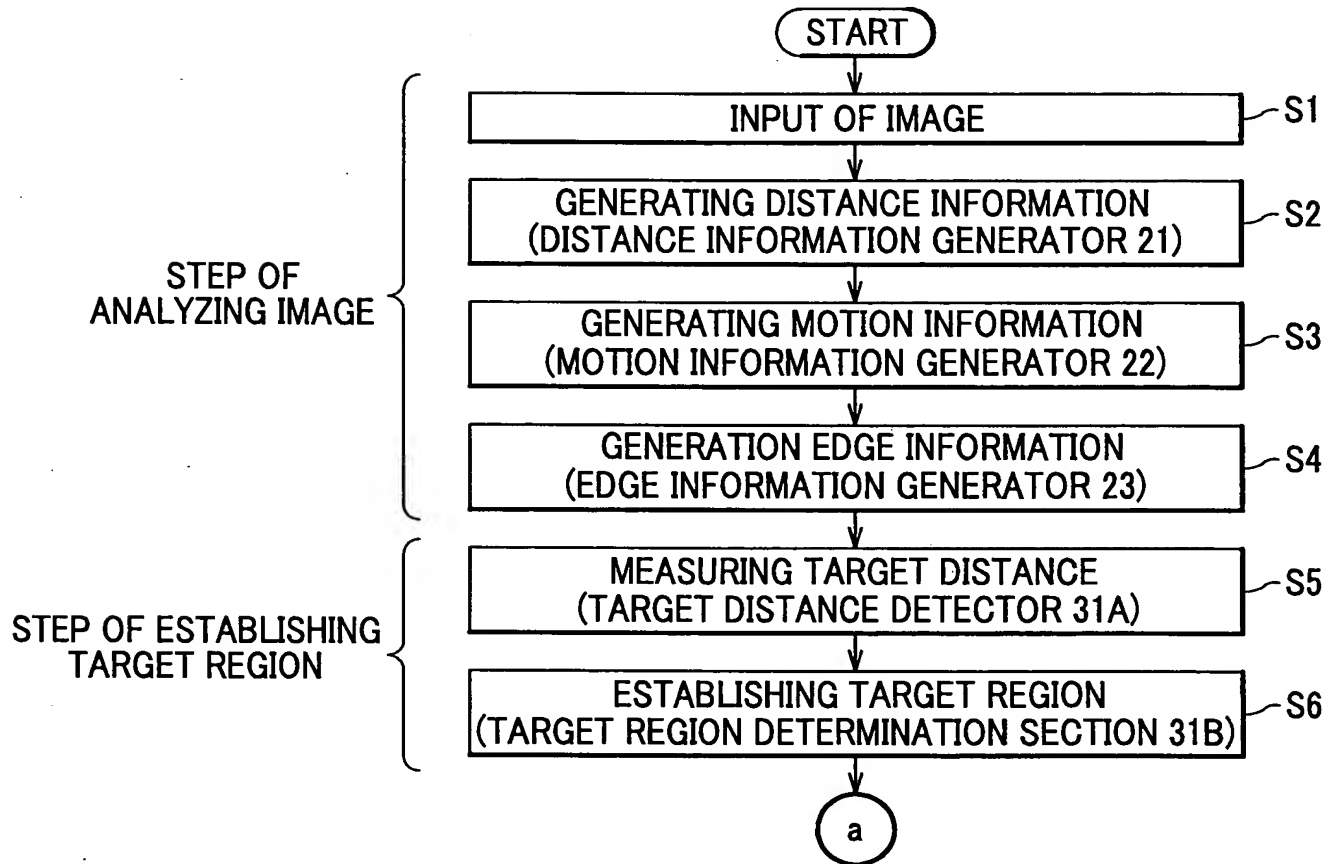 START
INPUT OF IMAGE
S1
GENERATING DISTANCE INFORMATION
(DISTANCE INFORMATION GENERATOR 21)
S2
STEP OF
ANALYZING IMAGE
GENERATING MOTION INFORMATION
(MOTION INFORMATION GENERATOR 22)
S3
GENERATION EDGE INFORMATION
(EDGE INFORMATION GENERATOR 23)
S4
MEASURING TARGET DISTANCE
(TARGET DISTANCE DETECTOR 31A)
S5
STEP OF ESTABLISHING
TARGET REGION
ESTABLISHING TARGET REGION
(TARGET REGION DETERMINATION SECTION 31B)
S6
a